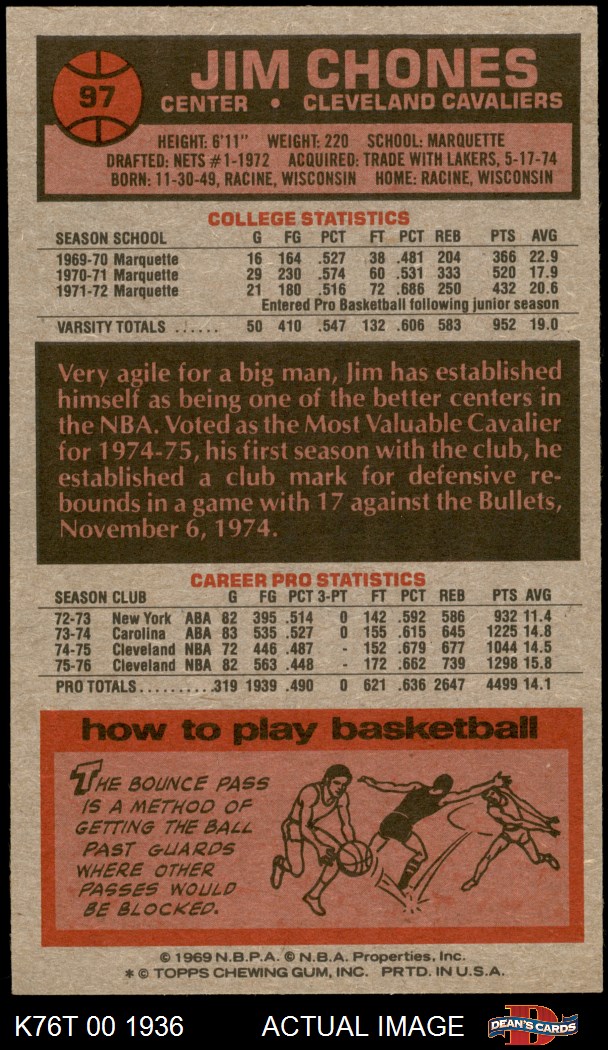 97
JIM CHONES
CENTER • CLEVELAND CAVALIERS
HEIGHT: 6'11" WEIGHT: 220 SCHOOL: MARQUETTE
DRAFTED: NETS #1-1972 ACQUIRED: TRADE WITH LAKERS, 5-17-74
BORN: 11-30-49, RACINE, WISCONSIN HOME: RACINE, WISCONSIN
COLLEGE STATISTICS
SEASON SCHOOL G FG PCT FT PCT REB PTS AVG
1969-70 Marquette 16 164 .527 38 .481 204 366 22.9
1970-71 Marquette 29 230 .574 60 .531 333 520 17.9
1971-72 Marquette 21 180 .516 72 .686 250 432 20.6
Entered Pro Basketball following junior season
VARSITY TOTALS ...... 50 410 .547 132 .606 583 952 19.0
Very agile for a big man, Jim has established
himself as being one of the better centers in
the NBA. Voted as the Most Valuable Cavalier
for 1974-75, his first season with the club, he
established a club mark for defensive re-
bounds in a game with 17 against the Bullets,
November 6, 1974.
CAREER PRO STATISTICS
SEASON CLUB G FG PCT 3-PT FT PCT REB PTS AVG
72-73 New York ABA 82 395 .514 0 142 .592 586 932 11.4
73-74 Carolina ABA 83 535 .527 0 155 .615 645 1225 14.8
74-75 Cleveland NBA 72 446 .487 - 152 .679 677 1044 14.5
75-76 Cleveland NBA 82 563 .448 - 172 .662 739 1298 15.8
PRO TOTALS..........319 1939 .490 0 621 .636 2647 4499 14.1
how to play basketball
THE BOUNCE PASS
IS A METHOD OF
GETTING THE BALL
PAST GUARDS
WHERE OTHER
PASSES WOULD
BE BLOCKED.
© 1969 N.B.P.A. © N.B.A. Properties, Inc.
* © TOPPS CHEWING GUM, INC. PRTD. IN U.S.A.
K76T 00 1936 ACTUAL IMAGE
D
DEAN'S CARDS